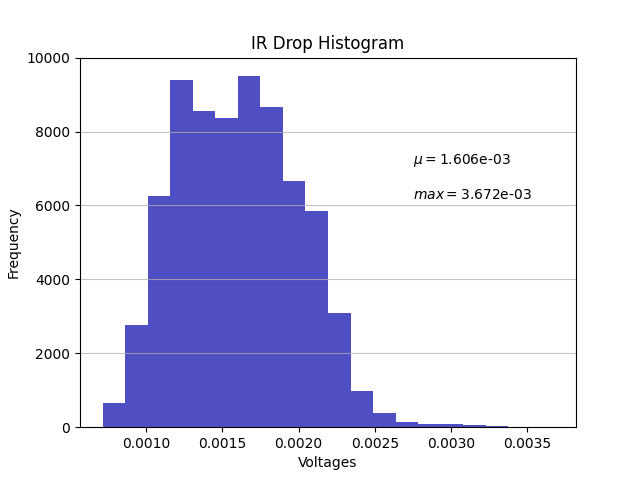 IR Drop Histogram
10000
8000
6000
4000
2000
0
Frequency
μ = 1.606e-03
max = 3.672e-03
0.0010 0.0015 0.0020 0.0025 0.0030 0.0035
Voltages